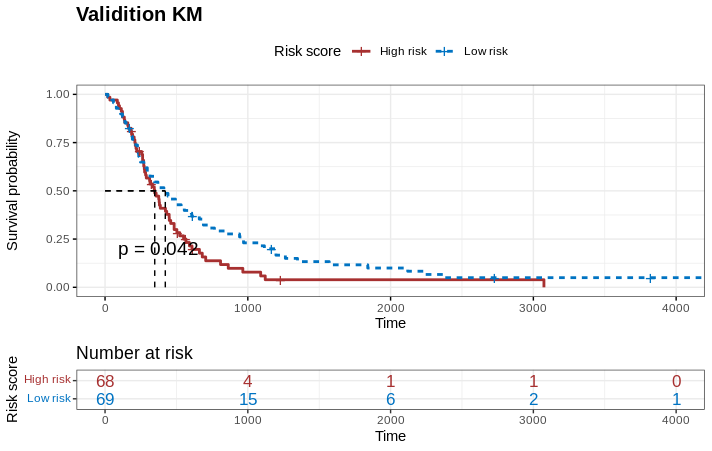 Validition KM
Risk score High risk Low risk
Survival probability
1.00
0.75
0.50
0.25
0.00
p = 0.042
0 1000 2000 3000 4000
Time
Number at risk
Risk score
High risk 68 4 1 1 0
Low risk 69 15 6 2 1
0 1000 2000 3000 4000
Time